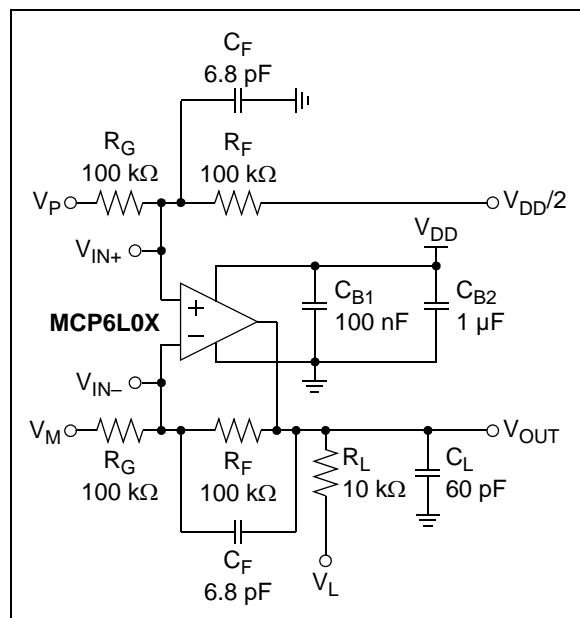 C_F
6.8 pF
R_G
100 kΩ
R_F
100 kΩ
V_P
V_DD/2
V_IN+
V_DD
+
−
MCP6L0X
C_B1
100 nF
C_B2
1 µF
V_IN–
V_M
V_OUT
R_G
100 kΩ
R_F
100 kΩ
R_L
10 kΩ
C_L
60 pF
C_F
6.8 pF
V_L